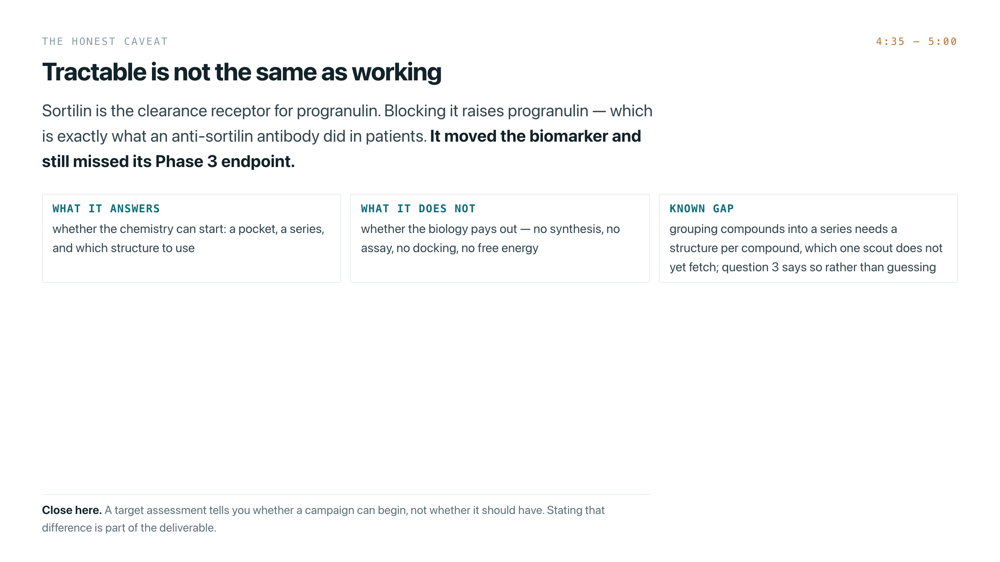 THE HONEST CAVEAT
4:35 — 5:00
Tractable is not the same as working
Sortilin is the clearance receptor for progranulin. Blocking it raises progranulin — which
is exactly what an anti-sortilin antibody did in patients. It moved the biomarker and
still missed its Phase 3 endpoint.
WHAT IT ANSWERS
whether the chemistry can start: a pocket, a series,
and which structure to use
WHAT IT DOES NOT
whether the biology pays out — no synthesis, no
assay, no docking, no free energy
KNOWN GAP
grouping compounds into a series needs a
structure per compound, which one scout does not
yet fetch; question 3 says so rather than guessing
Close here. A target assessment tells you whether a campaign can begin, not whether it should have. Stating that
difference is part of the deliverable.